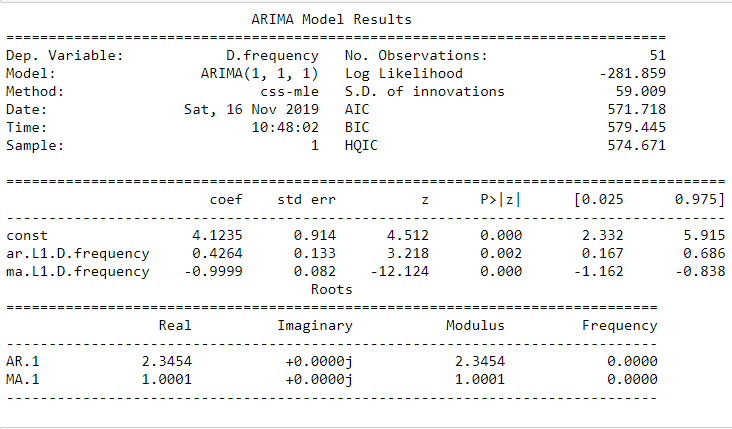 ARIMA Model Results
==============================================================================
Dep. Variable: D.frequency No. Observations: 51
Model: ARIMA(1, 1, 1) Log Likelihood -281.859
Method: css-mle S.D. of innovations 59.009
Date: Sat, 16 Nov 2019 AIC 571.718
Time: 10:48:02 BIC 579.445
Sample: 1 HQIC 574.671
=====================================================================================
coef std err z P>|z| [0.025 0.975]
-------------------------------------------------------------------------------------
const 4.1235 0.914 4.512 0.000 2.332 5.915
ar.L1.D.frequency 0.4264 0.133 3.218 0.002 0.167 0.686
ma.L1.D.frequency -0.9999 0.082 -12.124 0.000 -1.162 -0.838
Roots
=============================================================================
Real Imaginary Modulus Frequency
-----------------------------------------------------------------------------
AR.1 2.3454 +0.0000j 2.3454 0.0000
MA.1 1.0001 +0.0000j 1.0001 0.0000
-----------------------------------------------------------------------------